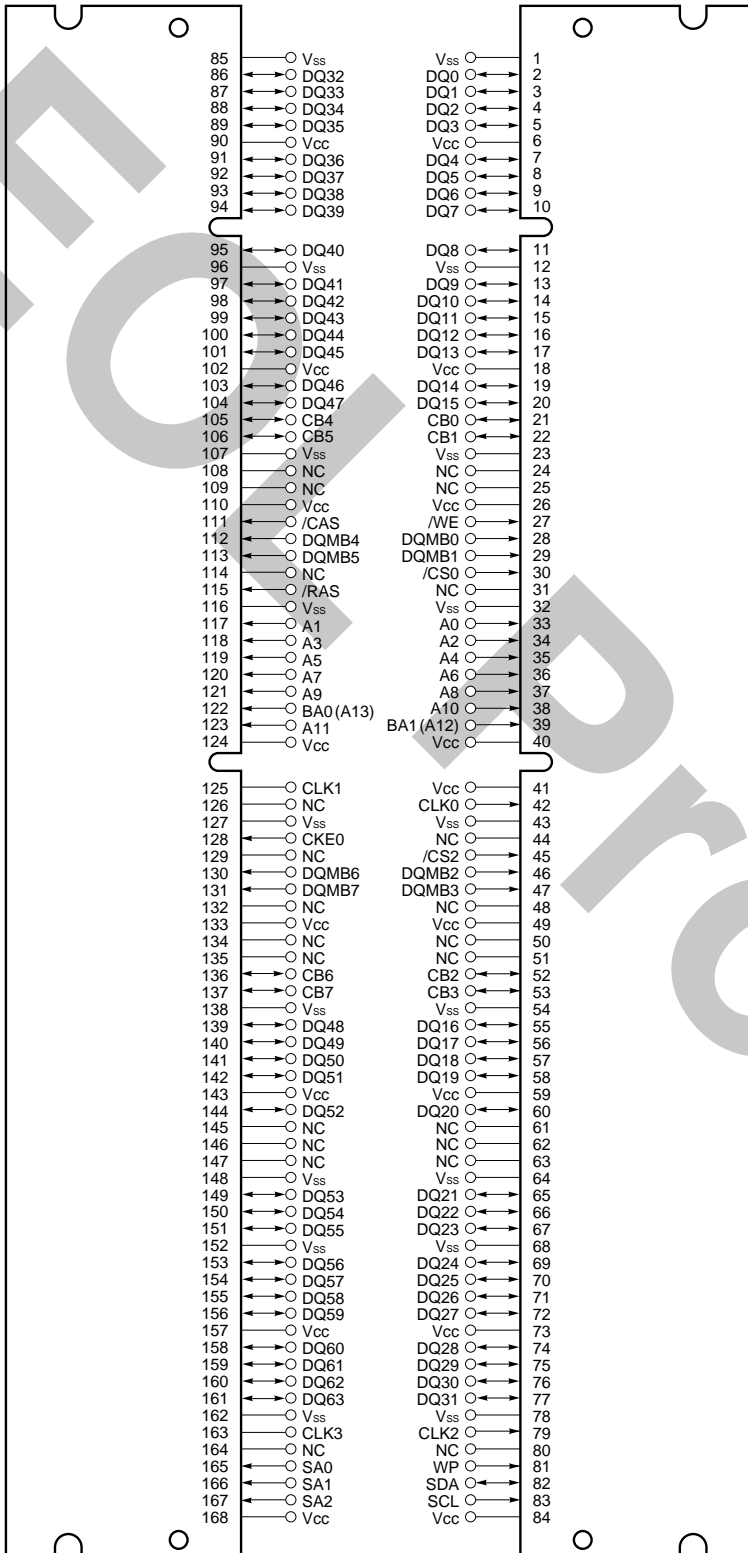 85 Vss Vss 1
86 DQ32 DQ0 2
87 DQ33 DQ1 3
88 DQ34 DQ2 4
89 DQ35 DQ3 5
90 Vcc Vcc 6
91 DQ36 DQ4 7
92 DQ37 DQ5 8
93 DQ38 DQ6 9
94 DQ39 DQ7 10
95 DQ40 DQ8 11
96 Vss Vss 12
97 DQ41 DQ9 13
98 DQ42 DQ10 14
99 DQ43 DQ11 15
100 DQ44 DQ12 16
101 DQ45 DQ13 17
102 Vcc Vcc 18
103 DQ46 DQ14 19
104 DQ47 DQ15 20
105 CB4 CB0 21
106 CB5 CB1 22
107 Vss Vss 23
108 NC NC 24
109 NC NC 25
110 Vcc Vcc 26
111 /CAS /WE 27
112 DQMB4 DQMB0 28
113 DQMB5 DQMB1 29
114 NC /CS0 30
115 /RAS NC 31
116 Vss Vss 32
117 A1 A0 33
118 A3 A2 34
119 A5 A4 35
120 A7 A6 36
121 A9 A8 37
122 BA0 (A13) A10 38
123 A11 BA1 (A12) 39
124 Vcc Vcc 40
125 CLK1 Vcc 41
126 NC CLK0 42
127 Vss Vss 43
128 CKE0 NC 44
129 NC /CS2 45
130 DQMB6 DQMB2 46
131 DQMB7 DQMB3 47
132 NC NC 48
133 Vcc Vcc 49
134 NC NC 50
135 NC NC 51
136 CB6 CB2 52
137 CB7 CB3 53
138 Vss Vss 54
139 DQ48 DQ16 55
140 DQ49 DQ17 56
141 DQ50 DQ18 57
142 DQ51 DQ19 58
143 Vcc Vcc 59
144 DQ52 DQ20 60
145 NC NC 61
146 NC NC 62
147 NC NC 63
148 Vss Vss 64
149 DQ53 DQ21 65
150 DQ54 DQ22 66
151 DQ55 DQ23 67
152 Vss Vss 68
153 DQ56 DQ24 69
154 DQ57 DQ25 70
155 DQ58 DQ26 71
156 DQ59 DQ27 72
157 Vcc Vcc 73
158 DQ60 DQ28 74
159 DQ61 DQ29 75
160 DQ62 DQ30 76
161 DQ63 DQ31 77
162 Vss Vss 78
163 CLK3 CLK2 79
164 NC NC 80
165 SA0 WP 81
166 SA1 SDA 82
167 SA2 SCL 83
168 Vcc Vcc 84
EOL Pro